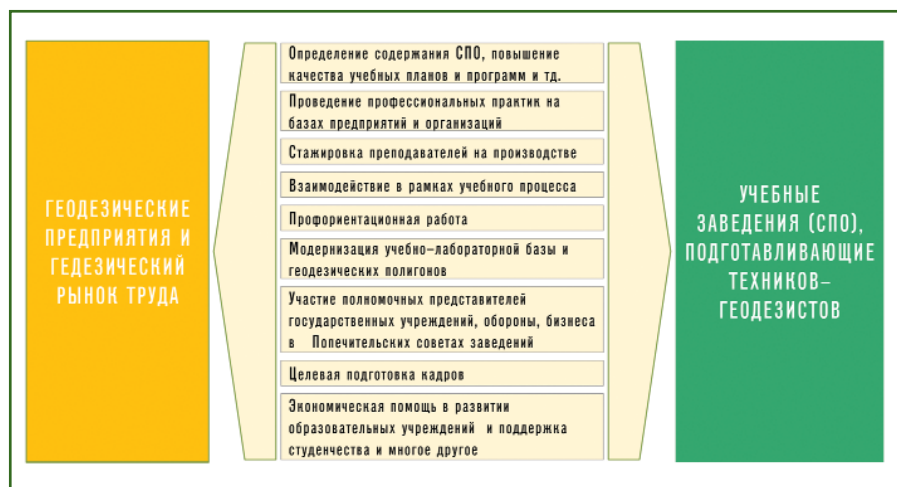 ГЕОДЕЗИЧЕСКИЕ
ПРЕДПРИЯТИЯ И
ГЕДЕЗИЧЕСКИЙ
РЫНОК ТРУДА
Определение содержания СПО, повышение
качества учебных планов и программ и тд.
Проведение профессиональных практик на
базах предприятий и организаций
Стажировка преподавателей на производстве
Взаимодействие в рамках учебного процесса
Профориентационная работа
Модернизация учебно–лабораторной базы и
геодезических полигонов
Участие полномочных представителей
государственных учреждений, обороны, бизнеса
в Попечительских советах заведений
Целевая подготовка кадров
Экономическая помощь в развитии
образовательных учреждений и поддержка
студенчества и многое другое
УЧЕБНЫЕ
ЗАВЕДЕНИЯ (СПО),
ПОДГОТАВЛИВАЮЩИЕ
ТЕХНИКОВ–
ГЕОДЕЗИСТОВ